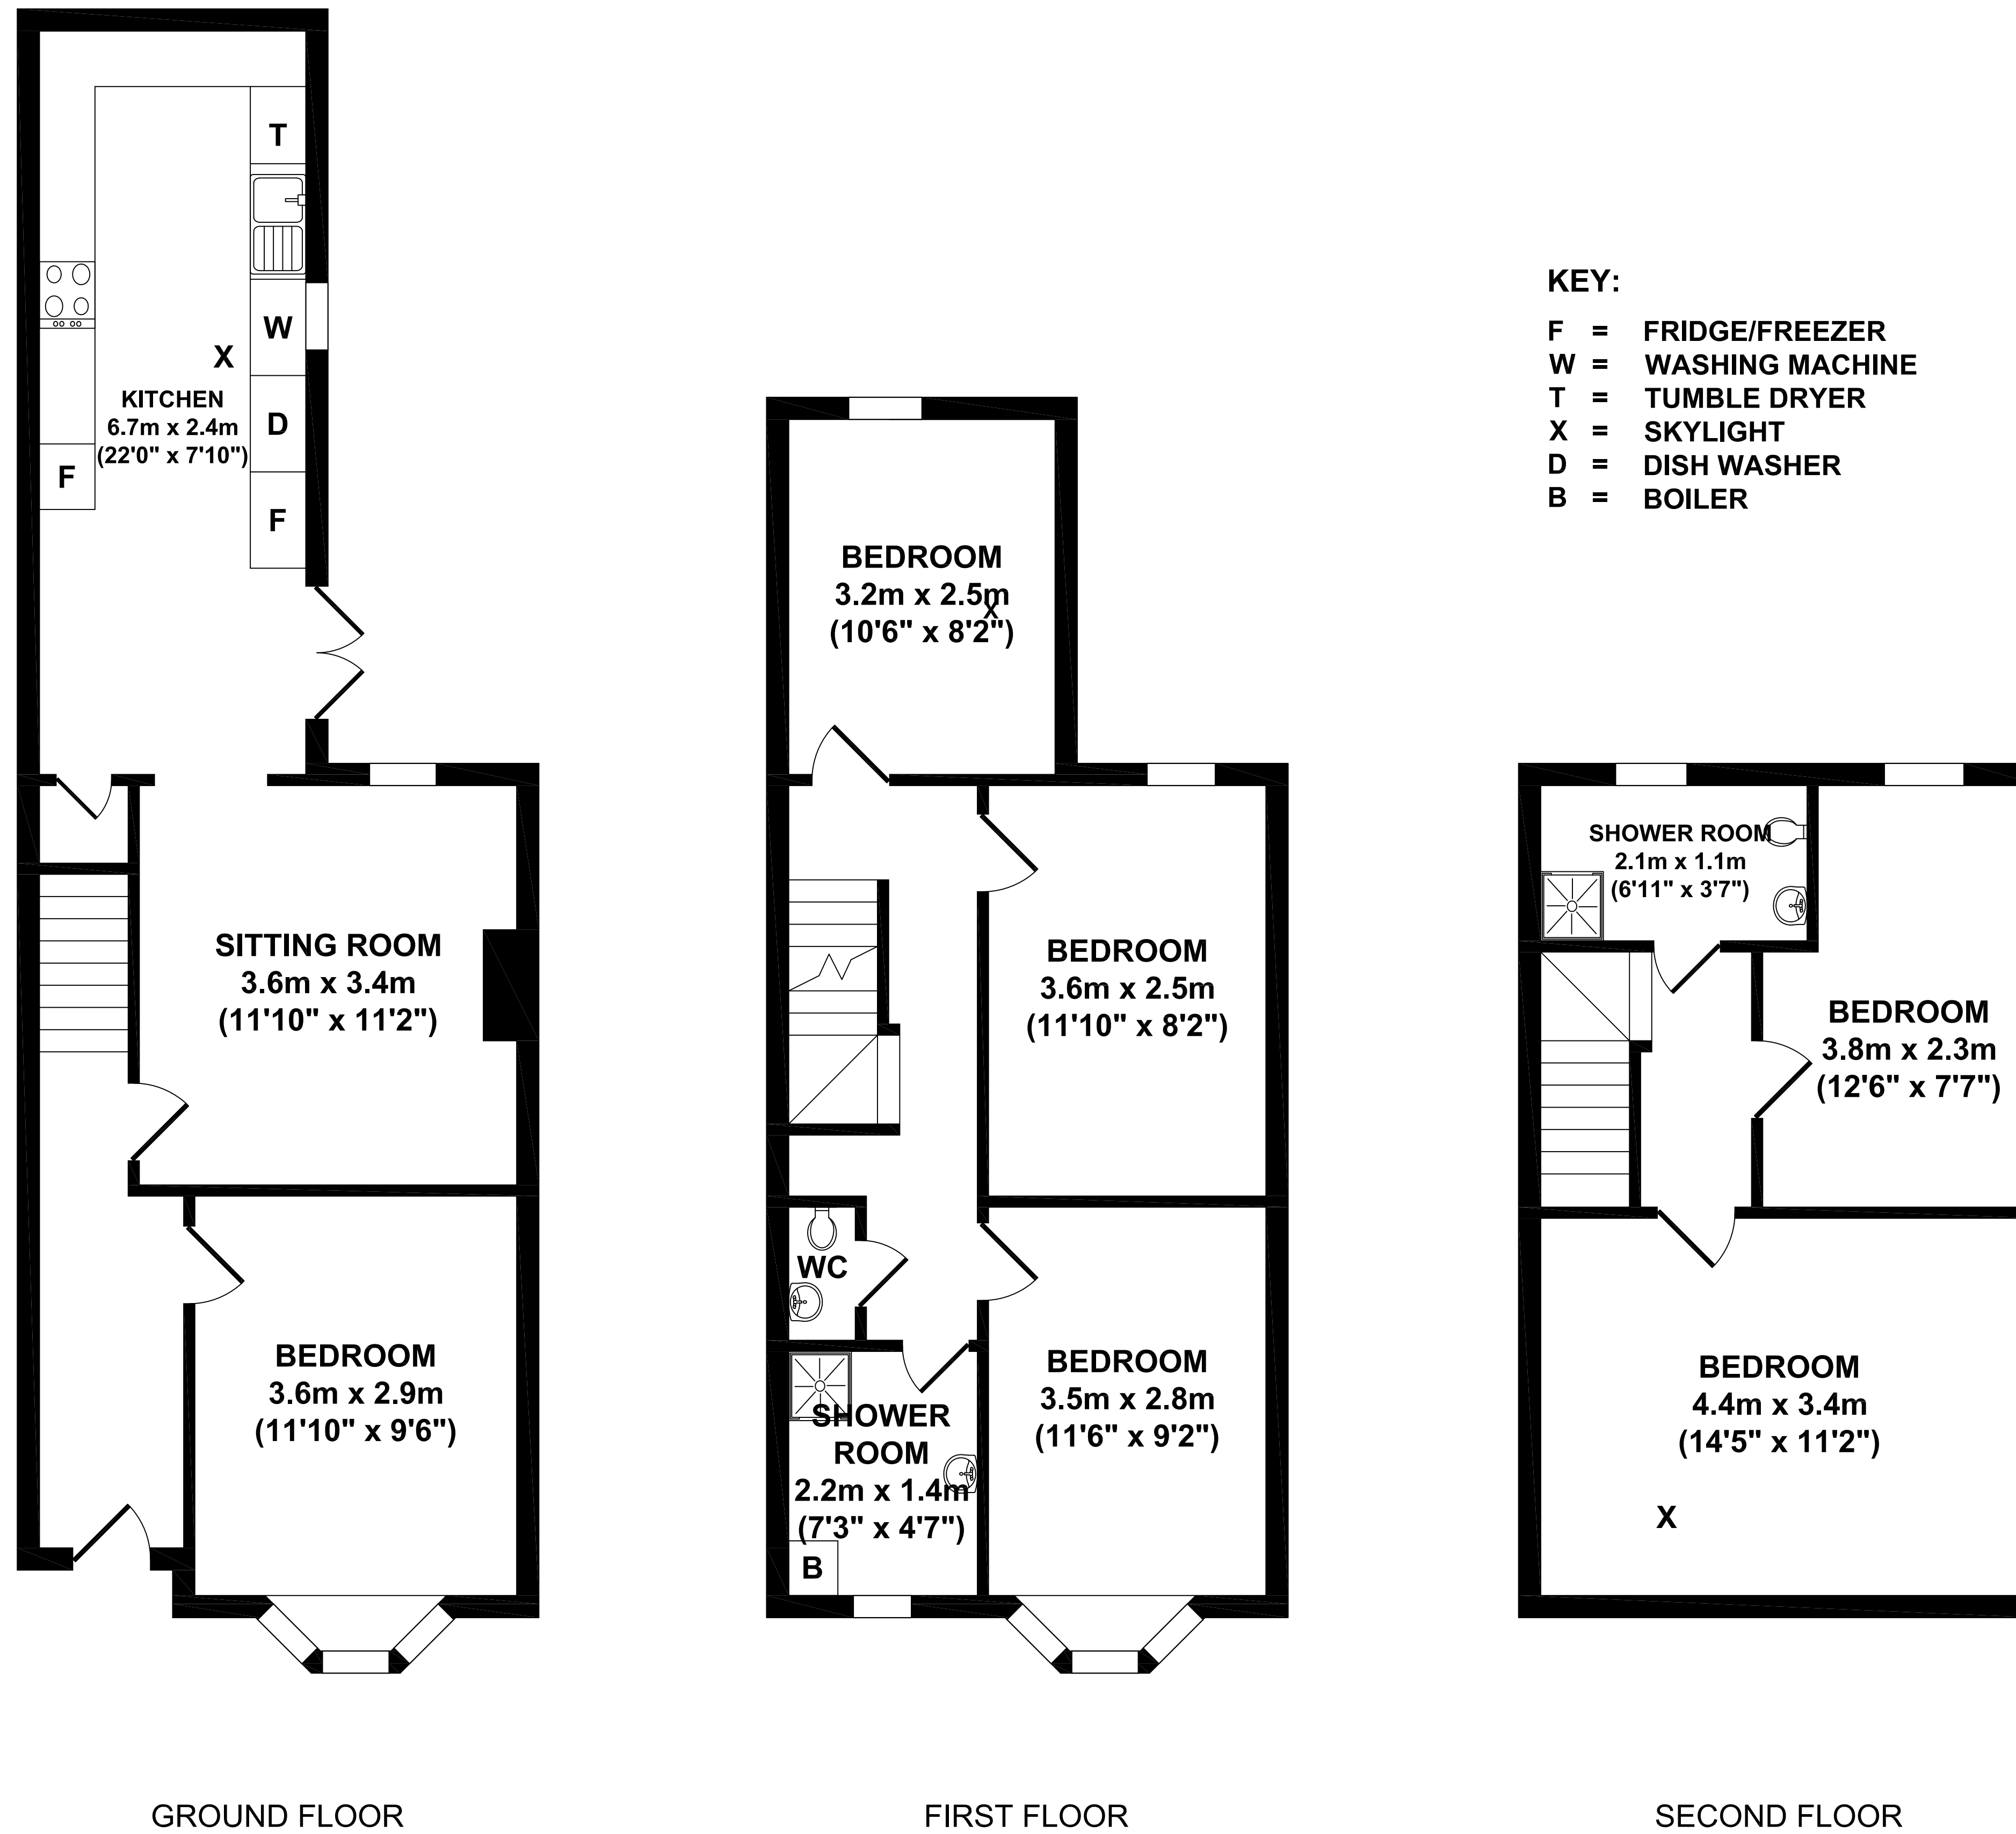 T
W
X
KITCHEN
6.7m x 2.4m
(22'0" x 7'10")
D
F
F
SITTING ROOM
3.6m x 3.4m
(11'10" x 11'2")
BEDROOM
3.6m x 2.9m
(11'10" x 9'6")
GROUND FLOOR
BEDROOM
3.2m x 2.5m
X
(10'6" x 8'2")
BEDROOM
3.6m x 2.5m
(11'10" x 8'2")
WC
BEDROOM
3.5m x 2.8m
(11'6" x 9'2")
SHOWER
ROOM
2.2m x 1.4m
(7'3" x 4'7")
B
FIRST FLOOR
KEY:
F = FRIDGE/FREEZER
W = WASHING MACHINE
T = TUMBLE DRYER
X = SKYLIGHT
D = DISH WASHER
B = BOILER
SHOWER ROOM
2.1m x 1.1m
(6'11" x 3'7")
BEDROOM
3.8m x 2.3m
(12'6" x 7'7")
BEDROOM
4.4m x 3.4m
(14'5" x 11'2")
X
SECOND FLOOR